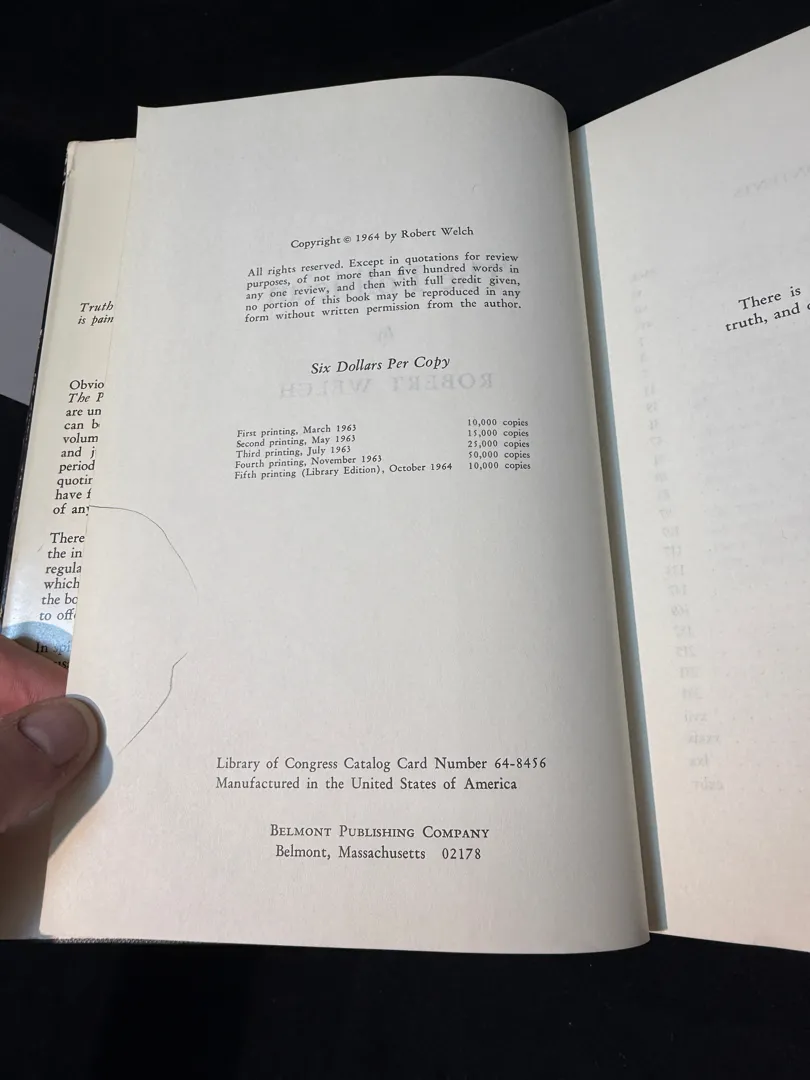 Copyright © 1964 by Robert Welch
All rights reserved. Except in quotations for review
purposes, of not more than five hundred words in
any one review, and then with full credit given,
no portion of this book may be reproduced in any
form without written permission from the author.
Six Dollars Per Copy
ROBERT WELCH
First printing, March 1963 10,000 copies
Second printing, May 1963 15,000 copies
Third printing, July 1963 25,000 copies
Fourth printing, November 1963 50,000 copies
Fifth printing (Library Edition), October 1964 10,000 copies
Library of Congress Catalog Card Number 64-8456
Manufactured in the United States of America
BELMONT PUBLISHING COMPANY
Belmont, Massachusetts 02178
Truth
is pain
Obvio
The P
are un
can b
volum
and j
period
quotin
have f
of any
There
the in
regula
which
the bo
to off
In
There is
truth, and